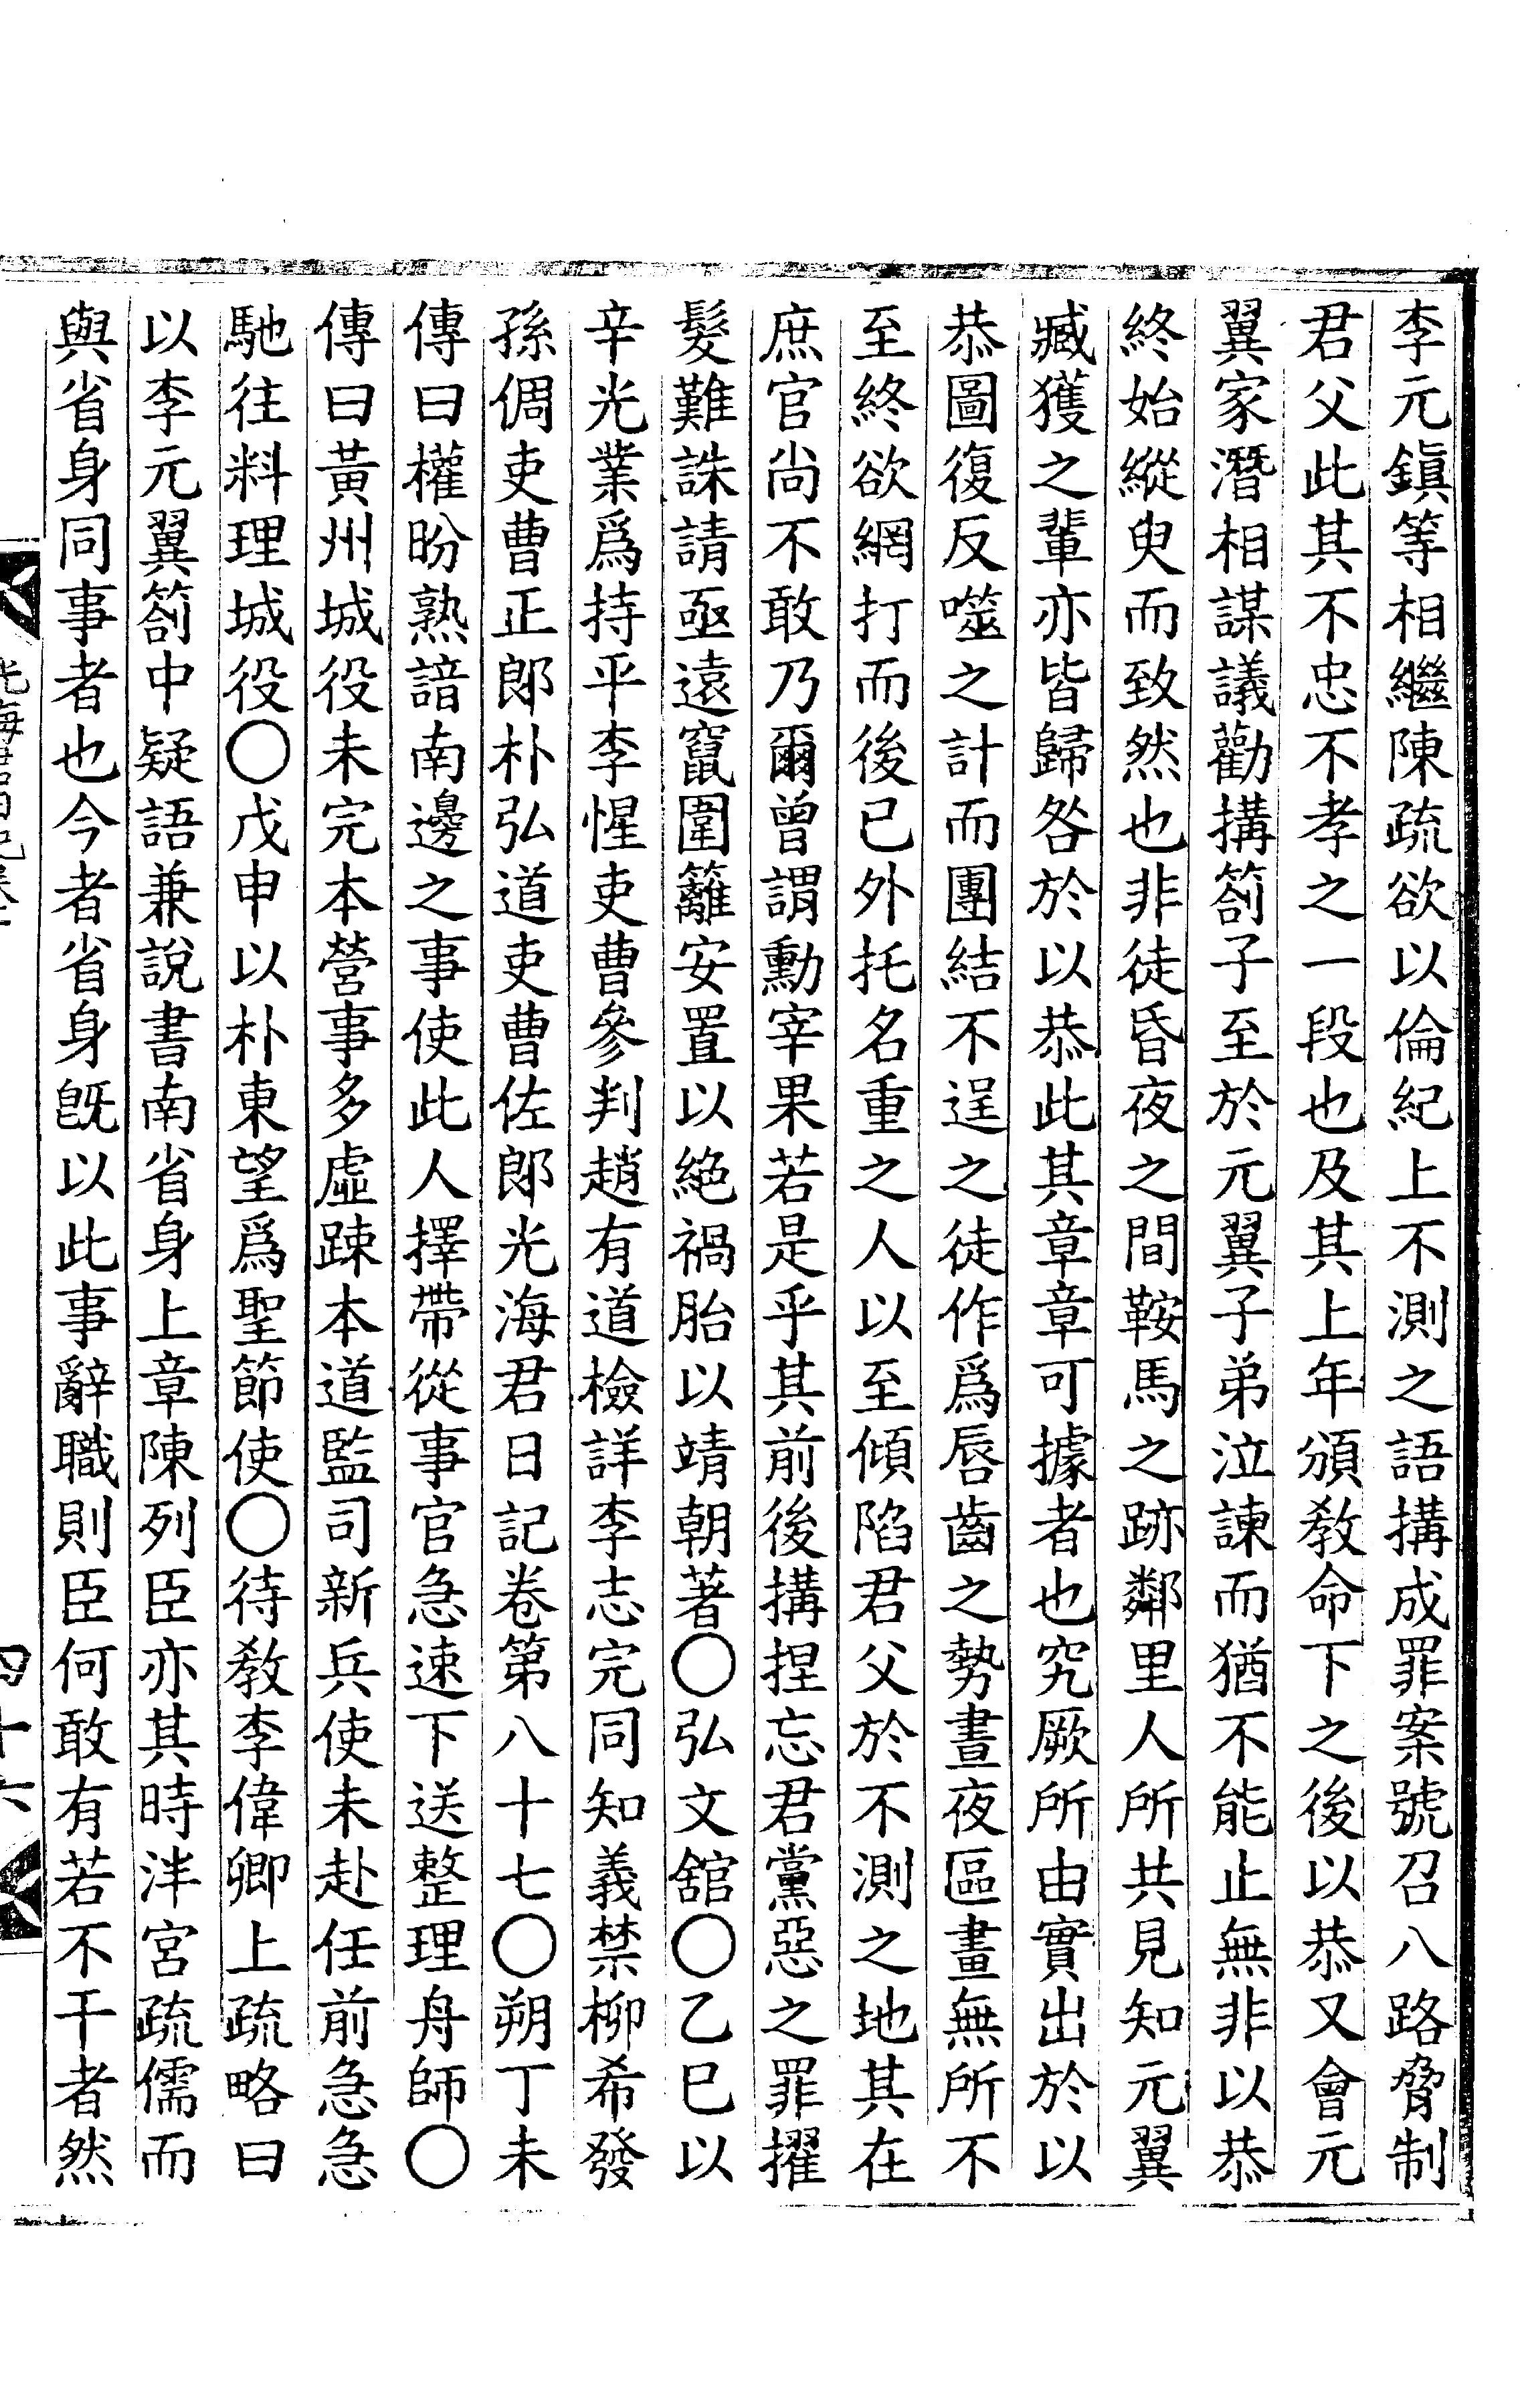 李元鎭等相繼陳疏欲以倫紀上不測之語搆成罪案號召八路脅制
君父此其不忠不孝之一段也及其上年頒敎命下之後以恭又會元
翼家潛相謀議勸搆箚子至於元翼子弟泣諫而猶不能止無非以恭
終始縱臾而致然也非徒昏夜之間鞍馬之跡鄰里人所共見知元翼
臧獲之輩亦皆歸咎於以恭此其章章可據者也究厥所由實出於以
恭圖復反噬之計而團結不逞之徒作爲唇齒之勢晝夜區畫無所不
至終欲網打而後已外托名重之人以至傾陷君父於不測之地其在
庶官尚不敢乃爾曾謂勳宰果若是乎其前後搆捏忘君黨惡之罪擢
髮難誅請亟遠竄圍籬安置以絕禍胎以靖朝著〇弘文舘〇乙巳以
辛光業爲持平李惺吏曹參判趙有道檢詳李志完同知義禁柳希發
孫倜吏曹正郞朴弘道吏曹佐郞光海君日記卷第八十七〇朔丁未
傳曰權盼熟諳南邊之事使此人擇帶從事官急速下送整理舟師〇
傳曰黃州城役未完本營事多虛踈本道監司新兵使未赴任前急急
馳往料理城役〇戊申以朴東望爲聖節使〇待敎李偉卿上疏略曰
以李元翼箚中疑語兼說書南省身上章陳列臣亦其時泮宮疏儒而
與省身同事者也今者省身旣以此事辭職則臣何敢有若不干者然
四十六